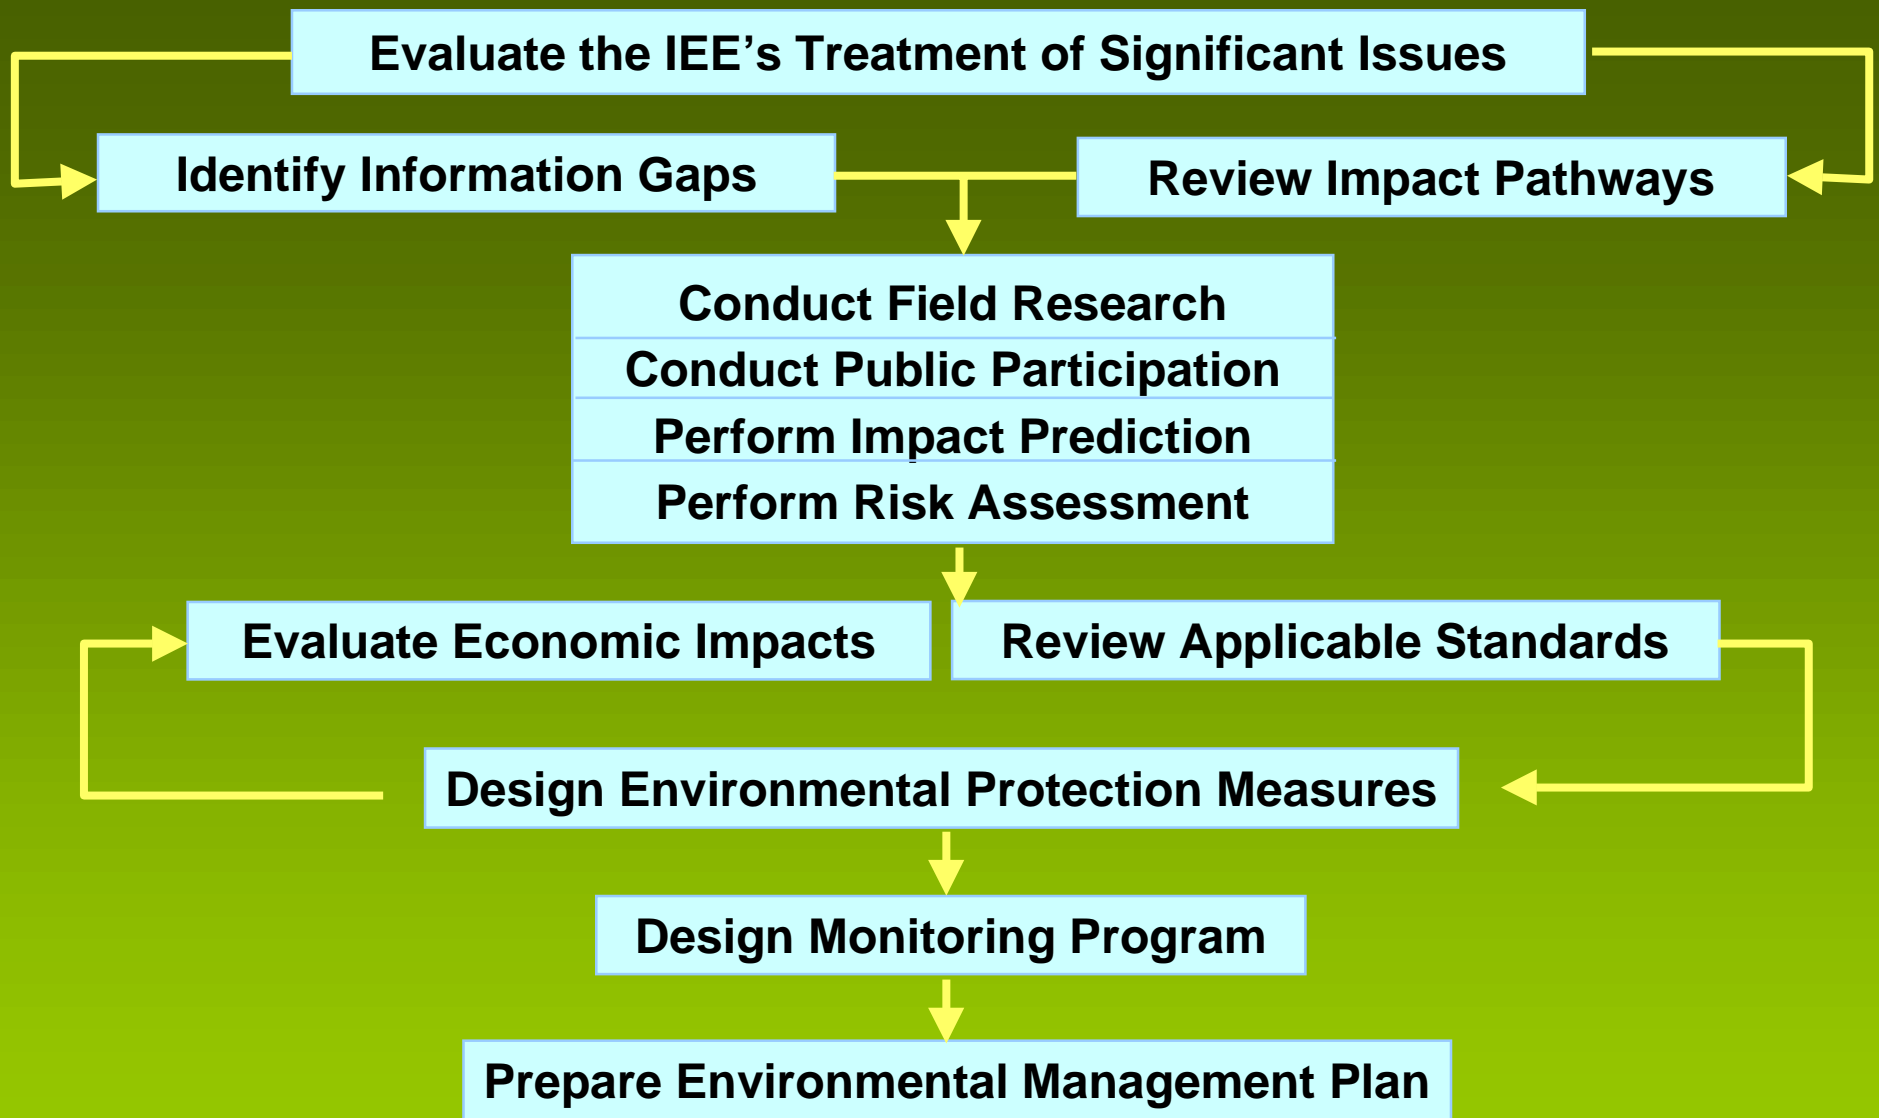 Evaluate the IEE’s Treatment of Significant Issues
Identify Information Gaps
Review Impact Pathways
Conduct Field Research
Conduct Public Participation
Perform Impact Prediction
Perform Risk Assessment
Evaluate Economic Impacts
Review Applicable Standards
Design Environmental Protection Measures
Design Monitoring Program
Prepare Environmental Management Plan